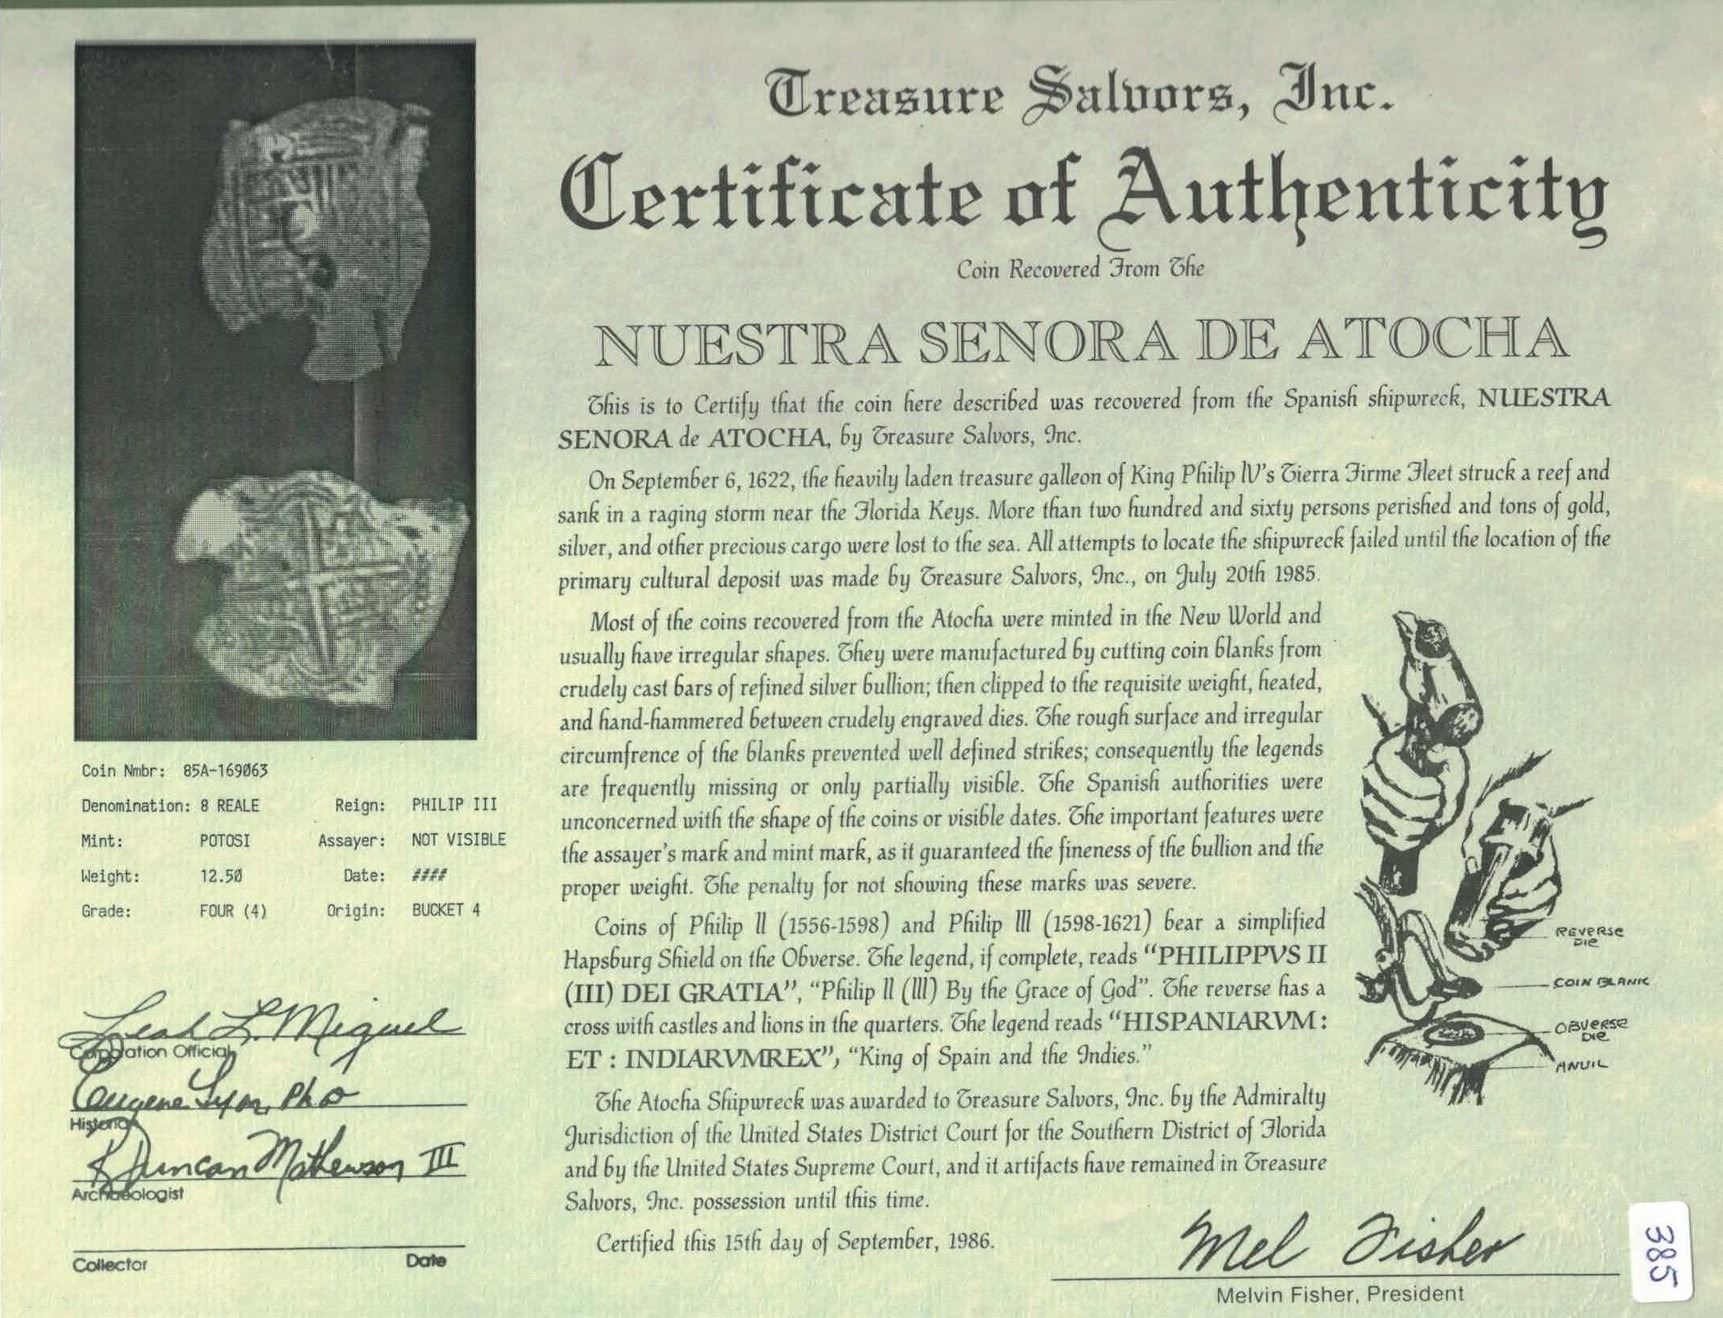 Treasure Salvors, Inc.
Certificate of Authenticity
Coin Recovered From The
NUESTRA SENORA DE ATOCHA
This is to Certify that the coin here described was recovered from the Spanish shipwreck, NUESTRA
SENORA de ATOCHA, by Treasure Salvors, Inc.
On September 6, 1622, the heavily laden treasure galleon of King Philip IV's Tierra Firme Fleet struck a reef and
sank in a raging storm near the Florida Keys. More than two hundred and sixty persons perished and tons of gold,
silver, and other precious cargo were lost to the sea. All attempts to locate the shipwreck failed until the location of the
primary cultural deposit was made by Treasure Salvors, Inc., on July 20th 1985.
Most of the coins recovered from the Atocha were minted in the New World and
usually have irregular shapes. They were manufactured by cutting coin blanks from
crudely cast bars of refined silver bullion; then clipped to the requisite weight, heated,
and hand-hammered between crudely engraved dies. The rough surface and irregular
circumfrence of the blanks prevented well defined strikes; consequently the legends
are frequently missing or only partially visible. The Spanish authorities were
unconcerned with the shape of the coins or visible dates. The important features were
the assayer's mark and mint mark, as it guaranteed the fineness of the bullion and the
proper weight. The penalty for not showing these marks was severe.
Coins of Philip II (1556-1598) and Philip III (1598-1621) bear a simplified
Hapsburg Shield on the Obverse. The legend, if complete, reads "PHILIPPVS II
(III) DEI GRATIA", "Philip II (III) By the Grace of God". The reverse has a
cross with castles and lions in the quarters. The legend reads "HISPANIARVM :
ET : INDIARVMREX", "King of Spain and the Indies."
The Atocha Shipwreck was awarded to Treasure Salvors, Inc. by the Admiralty
Jurisdiction of the United States District Court for the Southern District of Florida
and by the United States Supreme Court, and it artifacts have remained in Treasure
Salvors, Inc. possession until this time.
Certified this 15th day of September, 1986.
Mel Fisher
Melvin Fisher, President
REVERSE
DIE
COIN BLANK
OBVERSE
DIE
ANVIL
Coin Nmbr: 85A-169063
Denomination: 8 REALE Reign: PHILIP III
Mint: POTOSI Assayer: NOT VISIBLE
Weight: 12.50 Date: ####
Grade: FOUR (4) Origin: BUCKET 4
Leah L. Miguel
Corporation Official
Eugene Lyon, PhD
Historian
R Duncan Mathewson III
Archaeologist
Collector Date
385